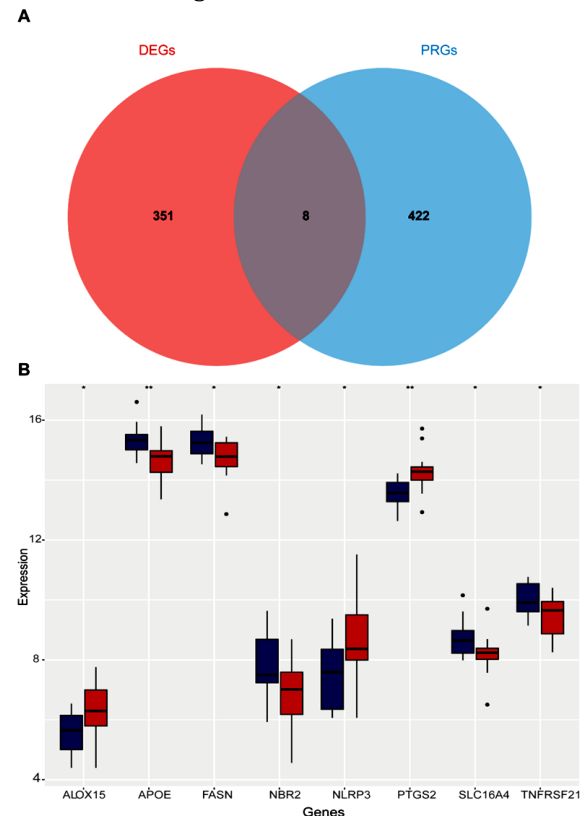 A
DEGs PRGs
351 8 422
B
* ** * * * ** * *
16
12
Expression
8
4
ALOX15 APOE FASN NBR2 NLRP3 PTGS2 SLC16A4 TNFRSF21
Genes